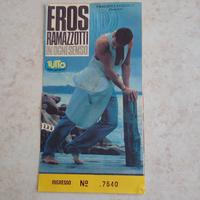 EROS
RAMAZZOTTI
IN OGNI SENSO
TUTTO
INGRESSO Nº .7640